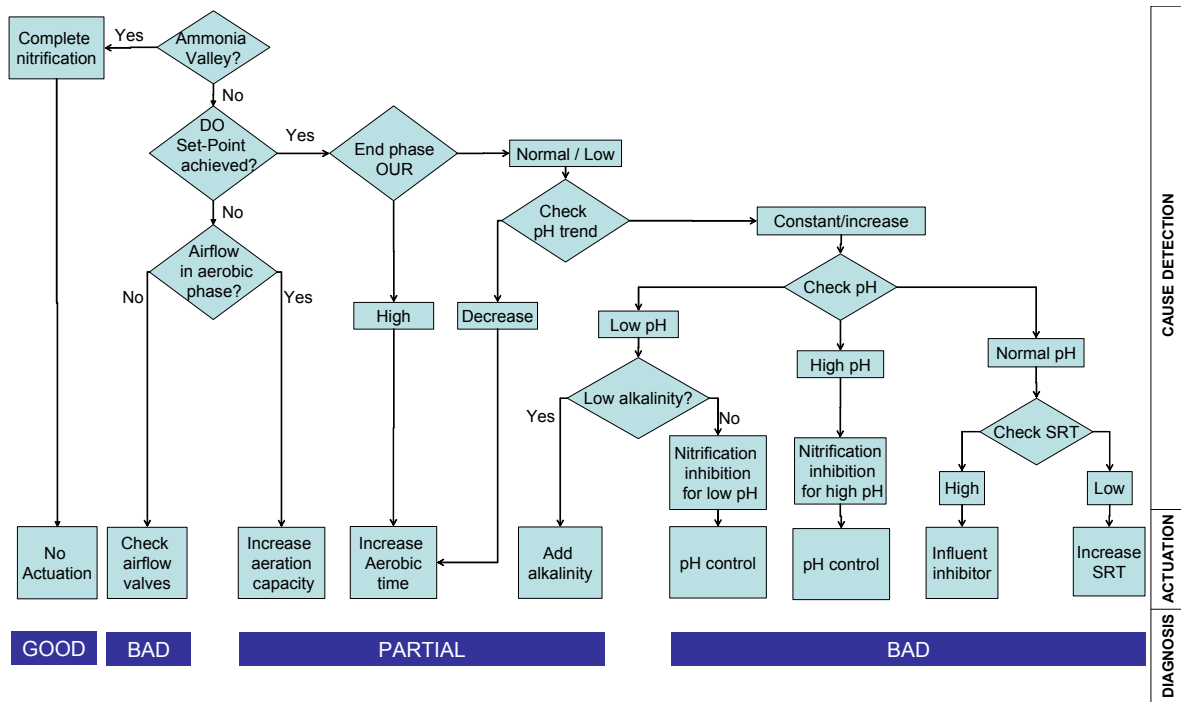 Complete
nitrification
Yes
Ammonia
Valley?
No
DO
Set-Point
achieved?
Yes
End phase
OUR
Normal / Low
No
Check
pH trend
Constant/increase
Airflow
in aerobic
phase?
No
Yes
High
Decrease
Check pH
Low pH
High pH
Normal pH
Low alkalinity?
Yes
No
Check SRT
Nitrification
inhibition
for low pH
Nitrification
inhibition
for high pH
High
Low
No
Actuation
Check
airflow
valves
Increase
aeration
capacity
Increase
Aerobic
time
Add
alkalinity
pH control
pH control
Influent
inhibitor
Increase
SRT
GOOD
BAD
PARTIAL
BAD
CAUSE DETECTION
ACTUATION
DIAGNOSIS